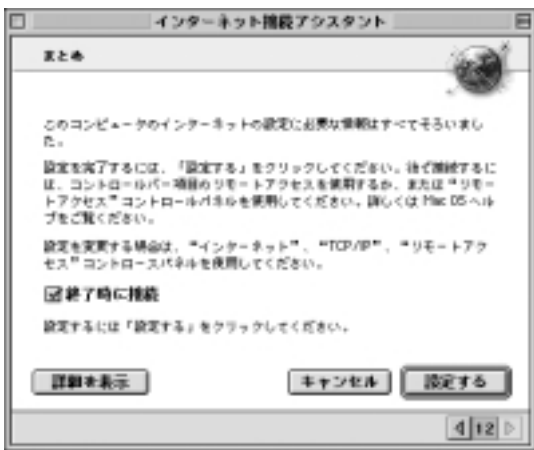 インターネット接続アシスタント
まとめ
このコンピュータのインターネットの設定に必要な情報はすべてそろいまし
た。
設定を完了するには、「設定する」をクリックしてください。後で接続するに
は、コントロールバー項目のリモートアクセスを使用するか、または“リモー
トアクセス”コントロールパネルを使用してください。詳しくは Mac OS ヘル
プをご覧ください。
設定を変更する場合は、“インターネット”、“TCP/IP”、“リモートアク
セス”コントロースパネルを使用してください。
終了時に接続
設定するには「設定する」をクリックしてください。
詳細を表示 キャンセル 設定する
12